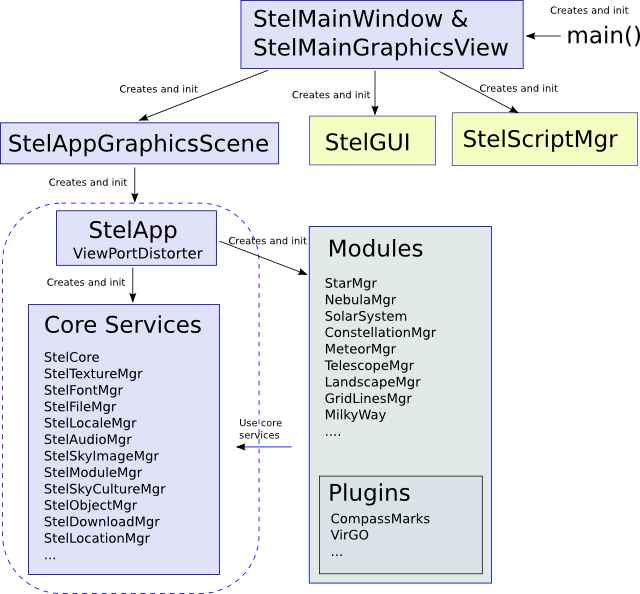 StelMainWindow &
StelMainGraphicsView
Creates and init
main()
Creates and init
Creates and init
Creates and init
StelAppGraphicsScene
StelGUI
StelScriptMgr
Creates and init
StelApp
ViewPortDistorter
Creates and init
Creates and init
Core Services
StelCore
StelTextureMgr
StelFontMgr
StelFileMgr
StelLocaleMgr
StelAudioMgr
StelSkyImageMgr
StelModuleMgr
StelSkyCultureMgr
StelObjectMgr
StelDownloadMgr
StelLocationMgr
...
Use core
services
Modules
StarMgr
NebulaMgr
SolarSystem
ConstellationMgr
MeteorMgr
TelescopeMgr
LandscapeMgr
GridLinesMgr
MilkyWay
....
Plugins
CompassMarks
VirGO
...